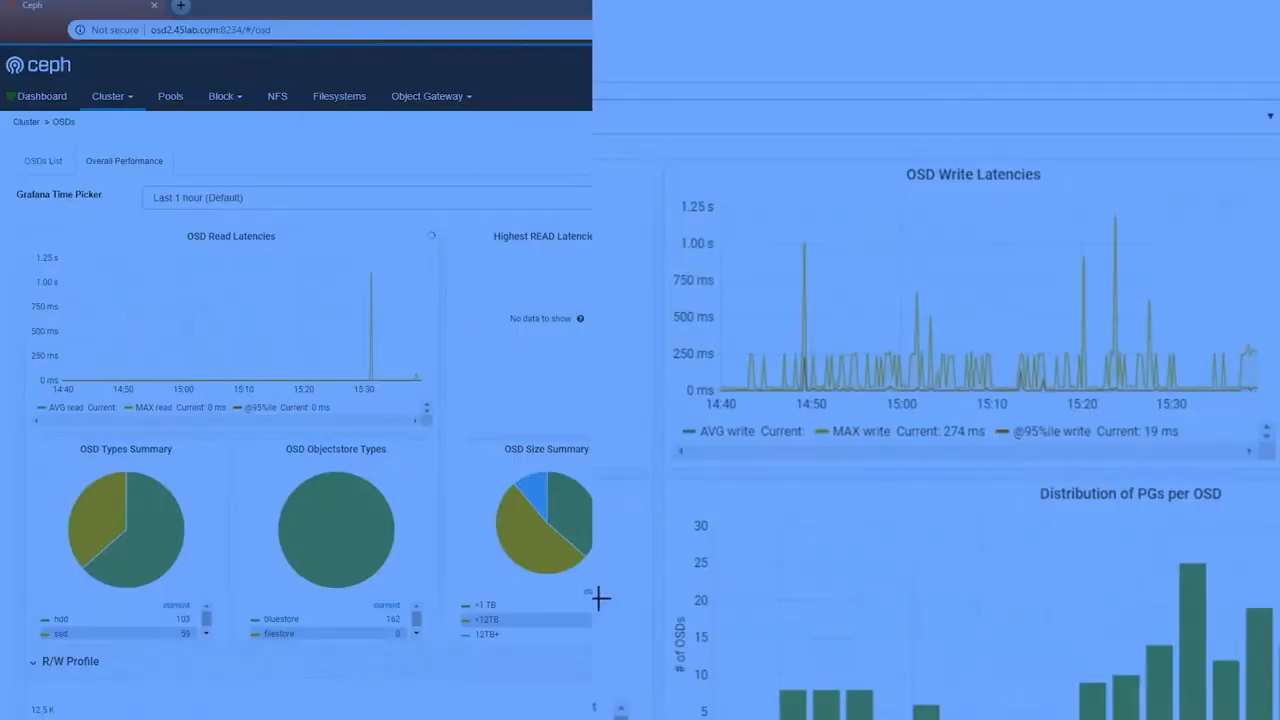 Ceph
Not secure osd2.45lab.com:8234/#/osd
ceph
Dashboard Cluster Pools Block NFS Filesystems Object Gateway
Cluster > OSDs
OSDs List Overall Performance
Grafana Time Picker Last 1 hour (Default)
OSD Read Latencies
1.25 s
1.00 s
750 ms
500 ms
250 ms
0 ms
14:40 14:50 15:00 15:10 15:20 15:30
AVG read Current: MAX read Current: 0 ms @95%ile Current: 0 ms
Highest READ Latencie
No data to show
OSD Types Summary
current
hdd 103
ssd 59
OSD Objectstore Types
current
bluestore 162
filestore 0
OSD Size Summary
<1 TB
<12TB
12TB+
R/W Profile
12.5 K
OSD Write Latencies
1.25 s
1.00 s
750 ms
500 ms
250 ms
0 ms
14:40 14:50 15:00 15:10 15:20 15:30
AVG write Current: MAX write Current: 274 ms @95%ile write Current: 19 ms
Distribution of PGs per OSD
# of OSDs
30
25
20
15
10
5